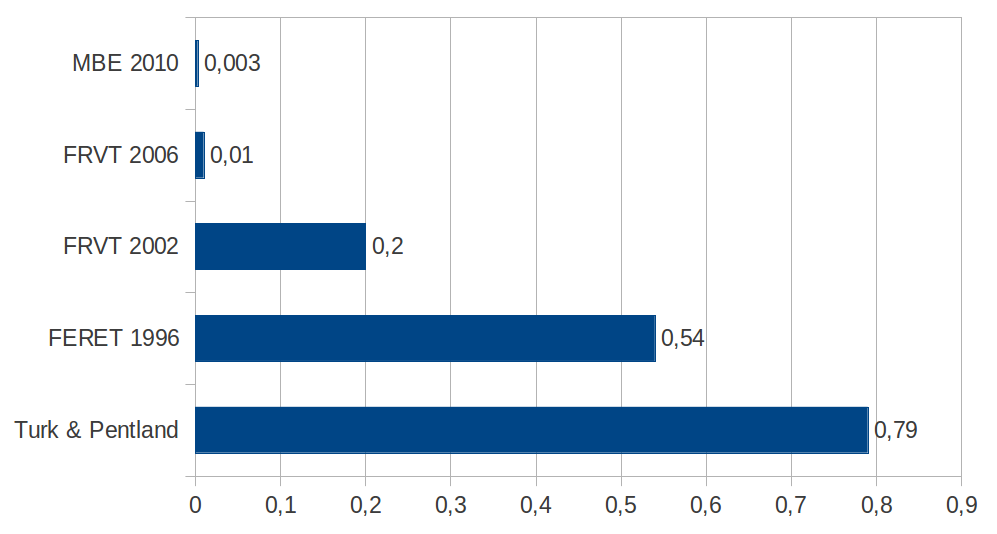 MBE 2010 0,003
FRVT 2006 0,01
FRVT 2002 0,2
FERET 1996 0,54
Turk & Pentland 0,79
0 0,1 0,2 0,3 0,4 0,5 0,6 0,7 0,8 0,9